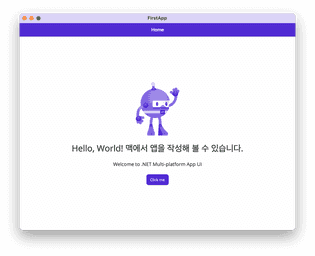 FirstApp
Home
Hello, World! 맥에서 앱을 작성해 볼 수 있습니다.
Welcome to .NET Multi-platform App UI
Click me